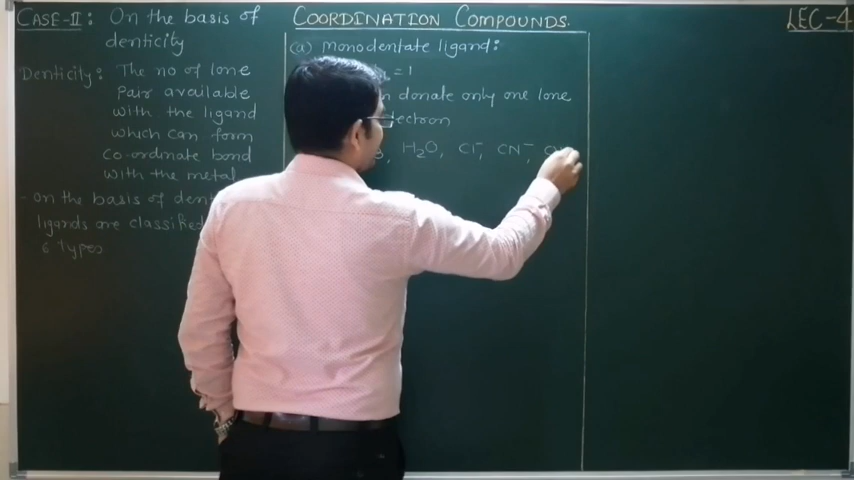 CASE-II: On the basis of
denticity
Denticity: The no of lone
Pair available
with the ligand
which can form
co-ordinate bond
with the metal
- on the basis of
ligands are classified
6 types
COORDINATION COMPOUNDS.
(a) monodentate ligand:
=1
donate only one lone
H₂O, Cl⁻, CN⁻,
LEC-4